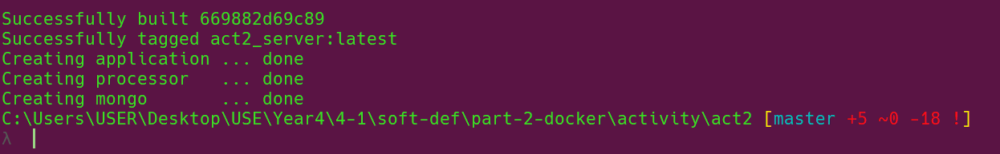 Successfully built 669882d69c89
Successfully tagged act2_server:latest
Creating application ... done
Creating processor   ... done
Creating mongo       ... done
C:\Users\USER\Desktop\USE\Year4\4-1\soft-def\part-2-docker\activity\act2 [master +5 ~0 -18 !]
λ